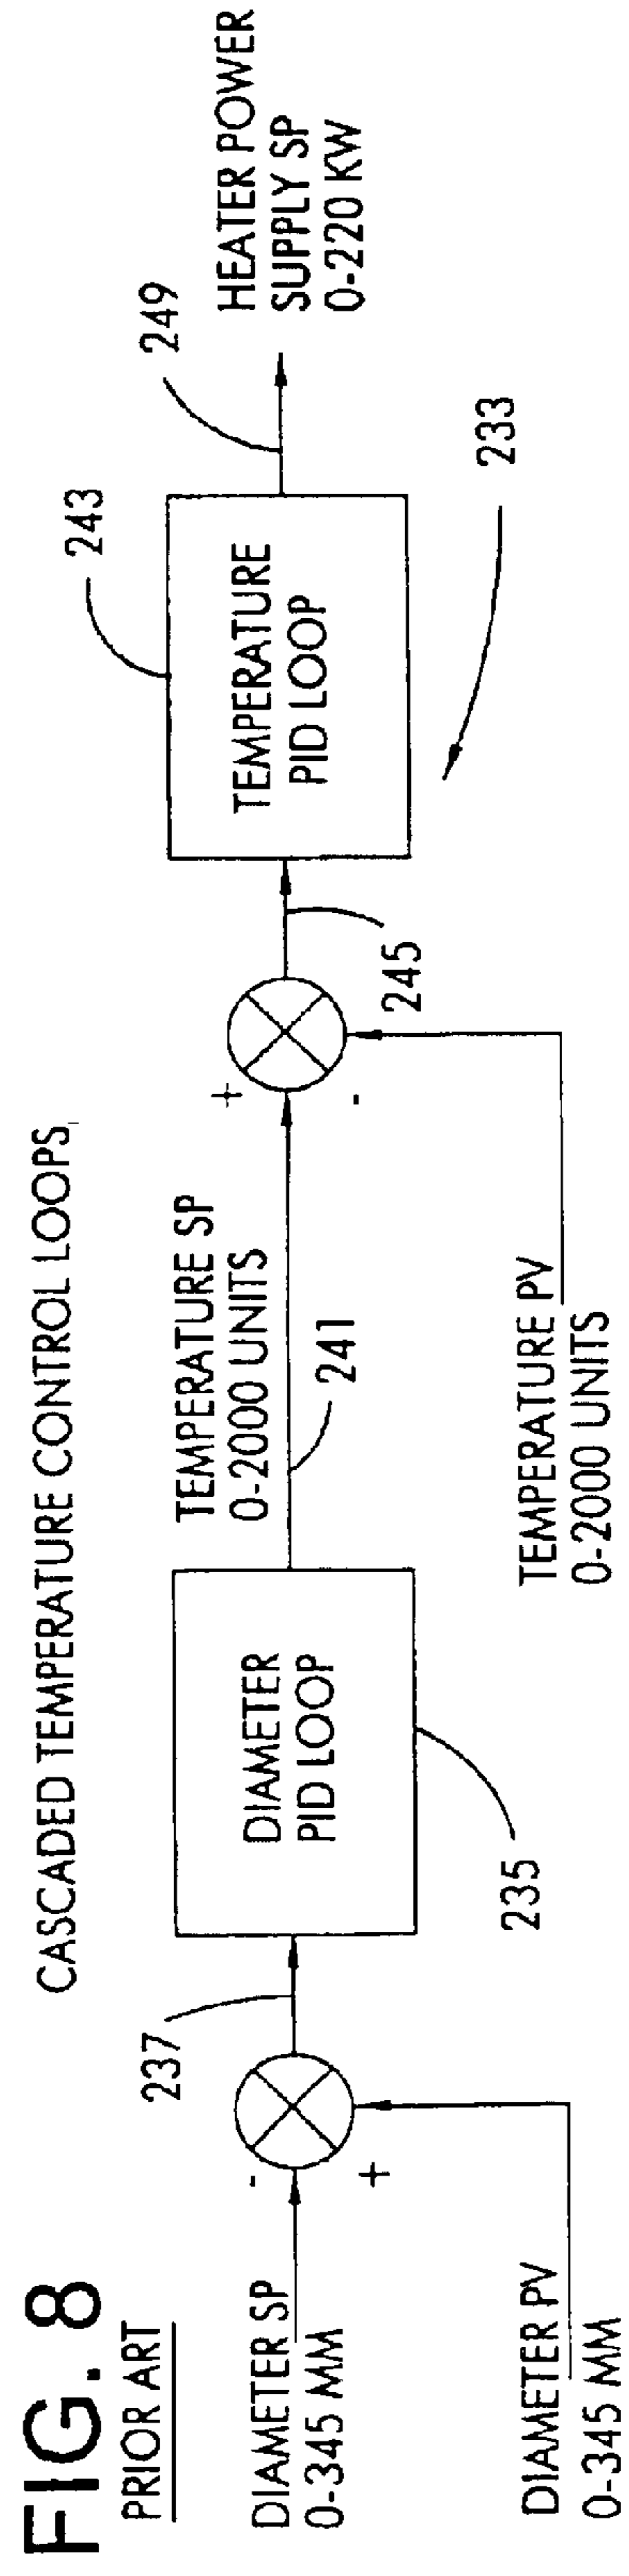 FIG. 8
PRIOR ART
CASCADED TEMPERATURE CONTROL LOOPS
DIAMETER SP
0-345 MM
-
+
DIAMETER PV
0-345 MM
237
DIAMETER
PID LOOP
235
TEMPERATURE SP
0-2000 UNITS
241
TEMPERATURE PV
0-2000 UNITS
+
-
245
TEMPERATURE
PID LOOP
243
233
249
HEATER POWER
SUPPLY SP
0-220 KW